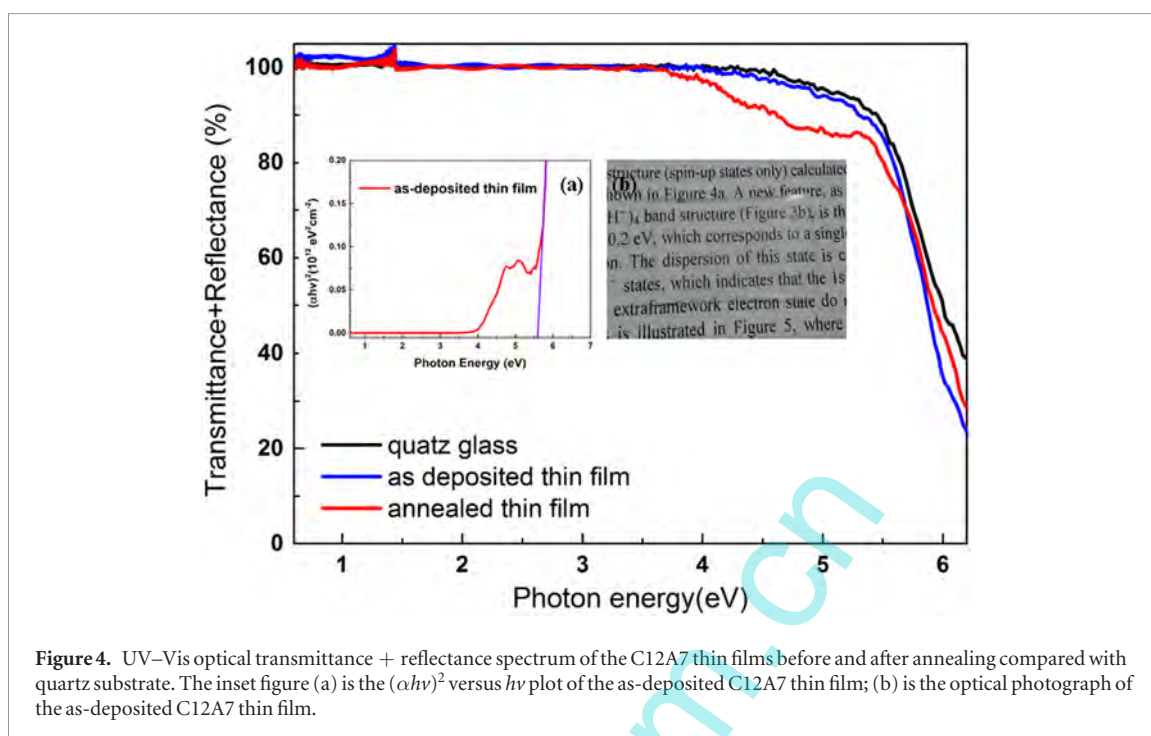 Transmittance+Reflectance (%)
100
80
60
40
20
0
1
2
3
4
5
6
Photon energy(eV)
quatz glass
as deposited thin film
annealed thin film
(αhν)²(10¹² eV²cm⁻²)
0.20
0.15
0.10
0.05
0.00
1
2
3
4
5
6
7
Photon Energy (eV)
as-deposited thin film
(a)
(b)
structure (spin-up states only) calculated
own in Figure 4a. A new feature, as
H⁻)₄ band structure (Figure 3b), is th
0.2 eV, which corresponds to a singl
n. The dispersion of this state is c
⁻ states, which indicates that the 1s
extraframework electron state do
is illustrated in Figure 5, where
Figure 4. UV–Vis optical transmittance + reflectance spectrum of the C12A7 thin films before and after annealing compared with
quartz substrate. The inset figure (a) is the (αhν)² versus hν plot of the as-deposited C12A7 thin film; (b) is the optical photograph of
the as-deposited C12A7 thin film.
m.cn